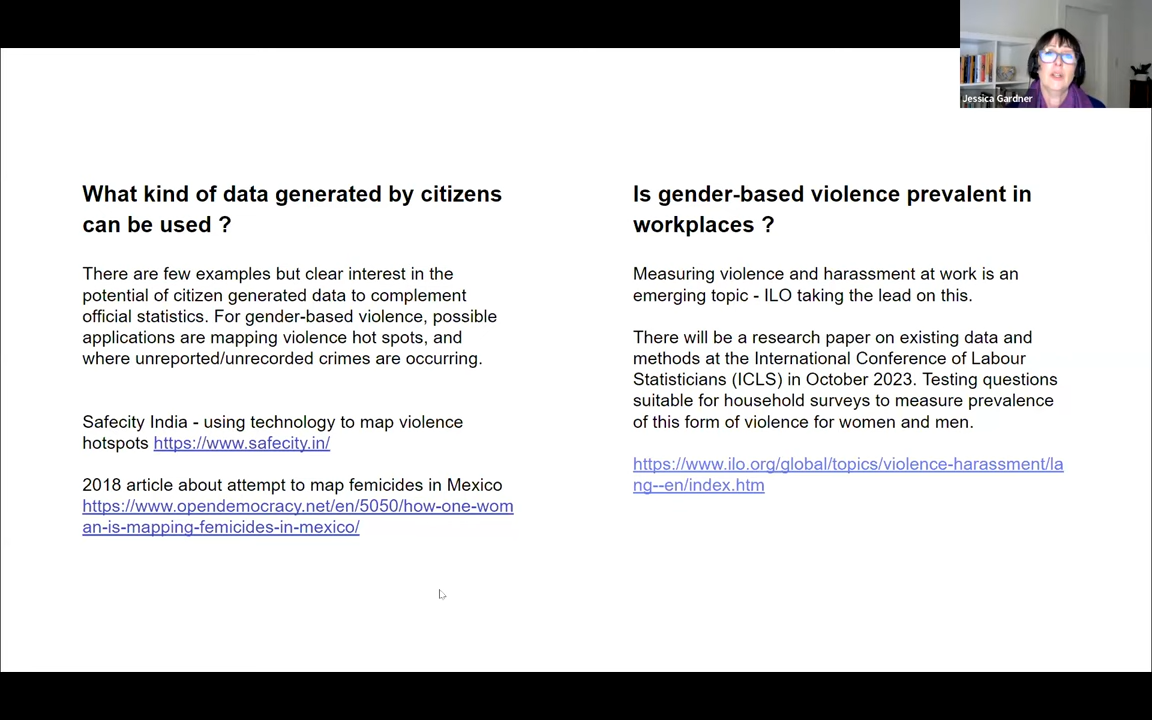 Jessica Gardner
What kind of data generated by citizens
can be used ?
There are few examples but clear interest in the
potential of citizen generated data to complement
official statistics. For gender-based violence, possible
applications are mapping violence hot spots, and
where unreported/unrecorded crimes are occurring.
Safecity India - using technology to map violence
hotspots https://www.safecity.in/
2018 article about attempt to map femicides in Mexico
https://www.opendemocracy.net/en/5050/how-one-wom
an-is-mapping-femicides-in-mexico/
Is gender-based violence prevalent in
workplaces ?
Measuring violence and harassment at work is an
emerging topic - ILO taking the lead on this.
There will be a research paper on existing data and
methods at the International Conference of Labour
Statisticians (ICLS) in October 2023. Testing questions
suitable for household surveys to measure prevalence
of this form of violence for women and men.
https://www.ilo.org/global/topics/violence-harassment/la
ng--en/index.htm